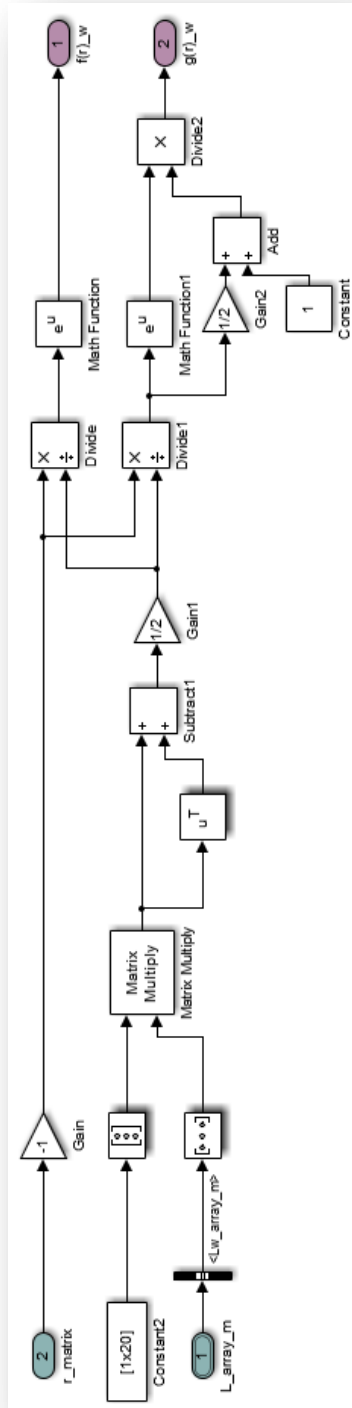 2
r_matrix
-1
Gain
×
÷
Divide
e^u
Math Function
1
f(r)_w
[1x20]
Constant2
Matrix
Multiply
Matrix Multiply
1
L_array_m
<Lw_array_m>
u^T
+
+
Subtract1
1/2
Gain1
×
÷
Divide1
e^u
Math Function1
1/2
Gain2
1
Constant
+
+
Add
×
Divide2
2
g(r)_w